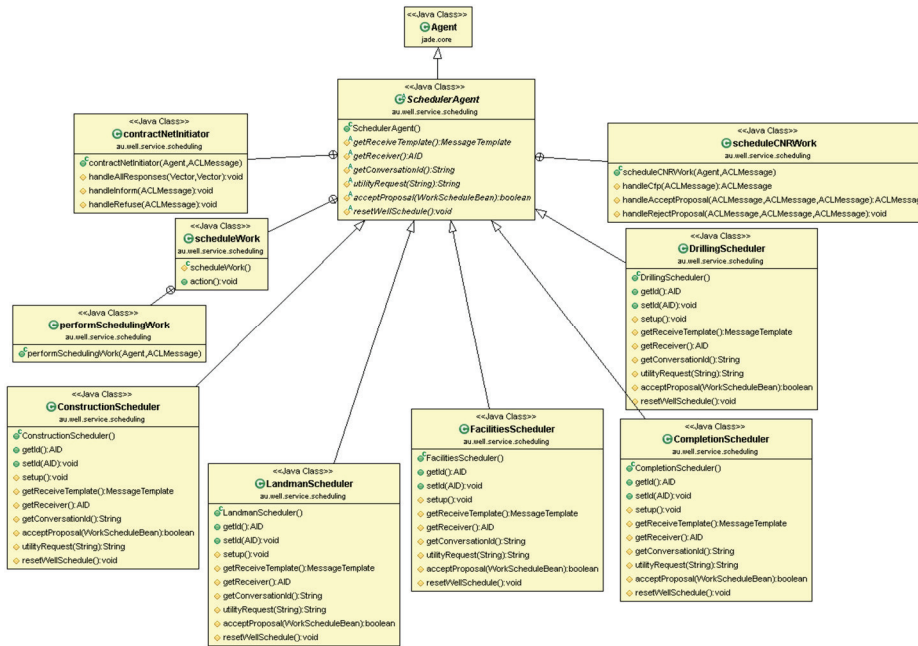 <<Java Class>>
Agent
jade.core
<<Java Class>>
SchedulerAgent
au.well.service.scheduling
SchedulerAgent()
getReceiveTemplate():MessageTemplate
getReceiver():AID
getConversationId():String
utilityRequest(String):String
acceptProposal(WorkScheduleBean):boolean
resetWellSchedule():void
<<Java Class>>
contractNetInitiator
au.well.service.scheduling
contractNetInitiator(Agent,ACLMessage)
handleAllResponses(Vector,Vector):void
handleInform(ACLMessage):void
handleRefuse(ACLMessage):void
<<Java Class>>
scheduleCNRWork
au.well.service.scheduling
scheduleCNRWork(Agent,ACLMessage)
handleCfp(ACLMessage):ACLMessage
handleAcceptProposal(ACLMessage,ACLMessage,ACLMessage):ACLMessage
handleRejectProposal(ACLMessage,ACLMessage,ACLMessage):void
<<Java Class>>
scheduleWork
au.well.service.scheduling
scheduleWork()
action():void
<<Java Class>>
performSchedulingWork
au.well.service.scheduling
performSchedulingWork(Agent,ACLMessage)
<<Java Class>>
DrillingScheduler
au.well.service.scheduling
DrillingScheduler()
getId():AID
setId(AID):void
setup():void
getReceiveTemplate():MessageTemplate
getReceiver():AID
getConversationId():String
utilityRequest(String):String
acceptProposal(WorkScheduleBean):boolean
resetWellSchedule():void
<<Java Class>>
ConstructionScheduler
au.well.service.scheduling
ConstructionScheduler()
getId():AID
setId(AID):void
setup():void
getReceiveTemplate():MessageTemplate
getReceiver():AID
getConversationId():String
acceptProposal(WorkScheduleBean):boolean
utilityRequest(String):String
resetWellSchedule():void
<<Java Class>>
LandmanScheduler
au.well.service.scheduling
LandmanScheduler()
getId():AID
setId(AID):void
setup():void
getReceiveTemplate():MessageTemplate
getReceiver():AID
getConversationId():String
utilityRequest(String):String
acceptProposal(WorkScheduleBean):boolean
resetWellSchedule():void
<<Java Class>>
FacilitiesScheduler
au.well.service.scheduling
FacilitiesScheduler()
getId():AID
setId(AID):void
setup():void
getReceiveTemplate():MessageTemplate
getReceiver():AID
getConversationId():String
utilityRequest(String):String
acceptProposal(WorkScheduleBean):boolean
resetWellSchedule():void
<<Java Class>>
CompletionScheduler
au.well.service.scheduling
CompletionScheduler()
getId():AID
setId(AID):void
setup():void
getReceiveTemplate():MessageTemplate
getReceiver():AID
getConversationId():String
utilityRequest(String):String
acceptProposal(WorkScheduleBean):boolean
resetWellSchedule():void